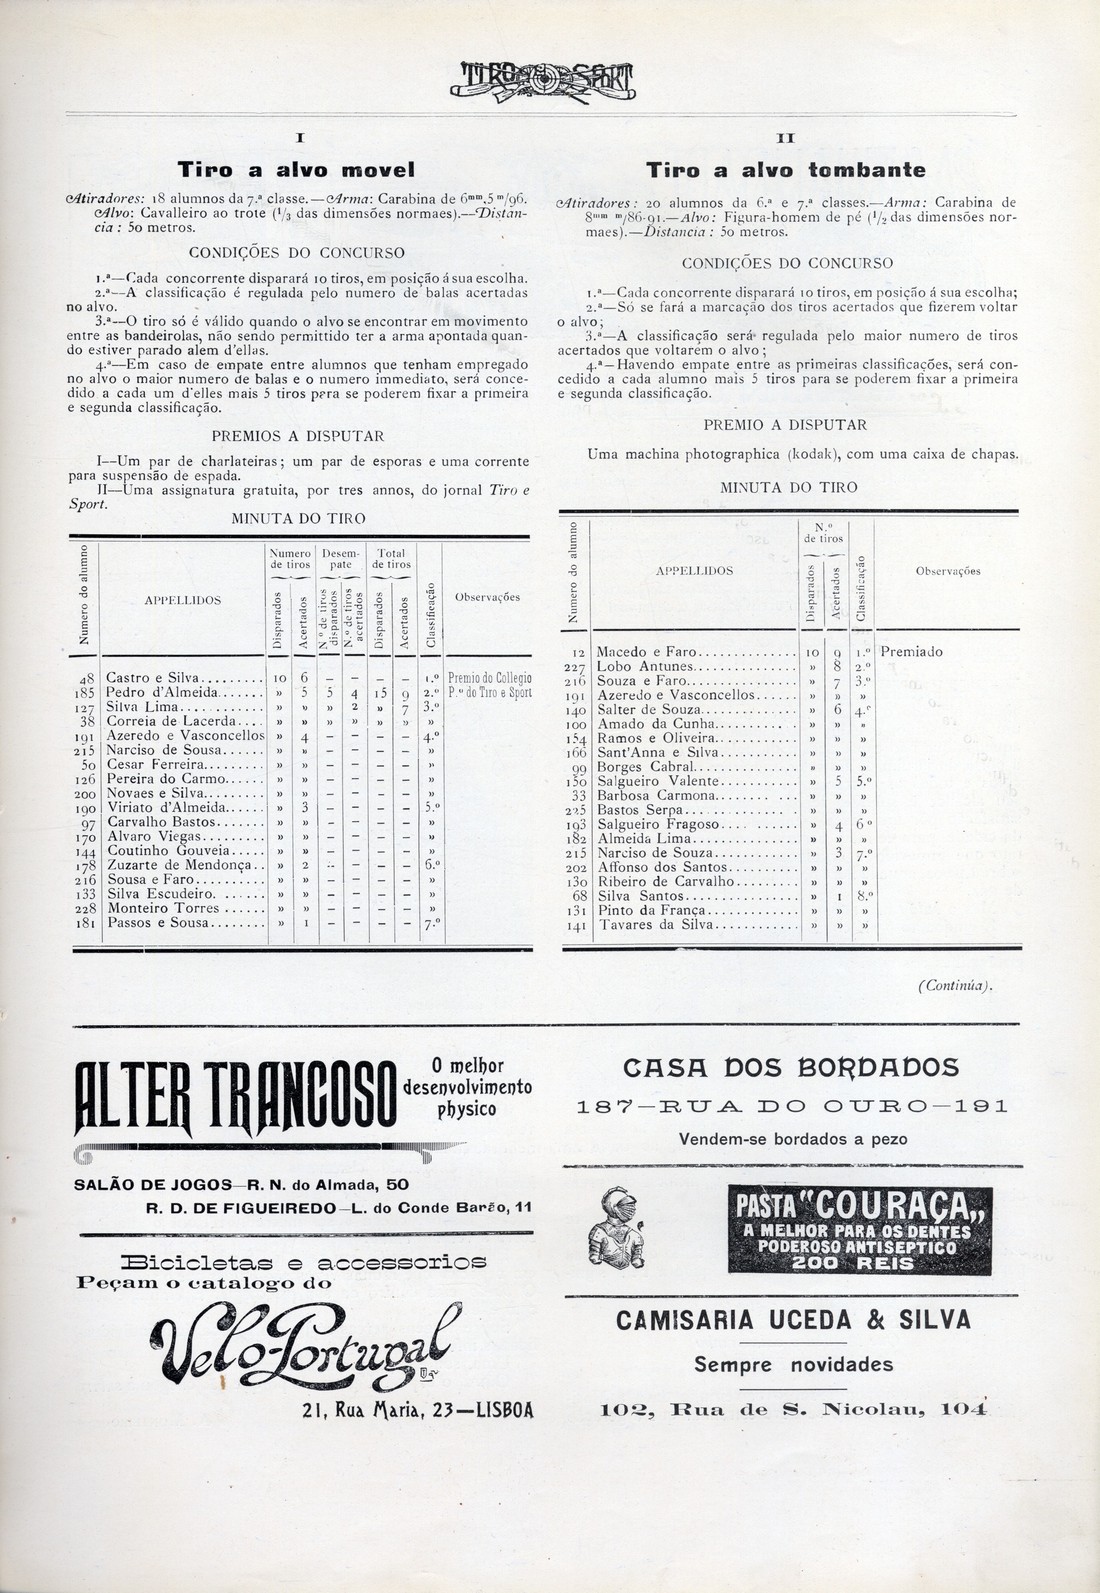 TIRO E SPORT
I
Tiro a alvo movel
Atiradores: 18 alumnos da 7.ª classe.—Arma: Carabina de 6mm,5 m/96.
Alvo: Cavalleiro ao trote (1/3 das dimensões normaes).—Distan-
cia : 50 metros.
CONDIÇÕES DO CONCURSO
1.ª—Cada concorrente disparará 10 tiros, em posição á sua escolha.
2.ª—A classificação é regulada pelo numero de balas acertadas
no alvo.
3.ª—O tiro só é válido quando o alvo se encontrar em movimento
entre as bandeirolas, não sendo permittido ter a arma apontada quan-
do estiver parado alem d'ellas.
4.ª—Em caso de empate entre alumnos que tenham empregado
no alvo o maior numero de balas e o numero immediato, será conce-
dido a cada um d'elles mais 5 tiros para se poderem fixar a primeira
e segunda classificação.
PREMIOS A DISPUTAR
I—Um par de charlateiras; um par de esporas e uma corrente
para suspensão de espada.
II—Uma assignatura gratuita, por tres annos, do jornal Tiro e
Sport.
MINUTA DO TIRO
Numero do alumno
APPELLIDOS
Numero de tiros
Desem-pate
Total de tiros
Disparados
Acertados
N.º de tiros disparados
N.º de tiros acertados
Disparados
Acertados
Classificação
Observações
48 Castro e Silva......... 10 6 – – – – 1.º Premio do Collegio
185 Pedro d'Almeida....... » 5 5 4 15 9 2.º P.º do Tiro e Sport
127 Silva Lima............ » » » 2 » 7 3.º
38 Correia de Lacerda.... » » » » » » »
191 Azeredo e Vasconcellos » 4 – – – – 4.º
215 Narciso de Sousa...... » » – – – – »
50 Cesar Ferreira......... » » – – – – »
126 Pereira do Carmo...... » » – – – – »
200 Novaes e Silva......... » » – – – – »
190 Viriato d'Almeida...... » 3 – – – – 5.º
97 Carvalho Bastos....... » » – – – – »
170 Alvaro Viegas......... » » – – – – »
144 Coutinho Gouveia..... » » – – – – »
178 Zuzarte de Mendonça.. » 2 – – – – 6.º
216 Sousa e Faro.......... » » – – – – »
133 Silva Escudeiro. ...... » » – – – – »
228 Monteiro Torres ...... » » – – – – »
181 Passos e Sousa........ » 1 – – – – 7.º
II
Tiro a alvo tombante
Atiradores: 20 alumnos da 6.ª e 7.ª classes.—Arma: Carabina de
8mm m/86-91.—Alvo: Figura-homem de pé (1/2 das dimensões nor-
maes).—Distancia : 50 metros.
CONDIÇÕES DO CONCURSO
1.ª—Cada concorrente disparará 10 tiros, em posição á sua escolha;
2.ª—Só se fará a marcação dos tiros acertados que fizerem voltar
o alvo;
3.ª—A classificação será regulada pelo maior numero de tiros
acertados que voltarem o alvo;
4.ª—Havendo empate entre as primeiras classificações, será con-
cedido a cada alumno mais 5 tiros para se poderem fixar a primeira
e segunda classificação.
PREMIO A DISPUTAR
Uma machina photographica (kodak), com uma caixa de chapas.
MINUTA DO TIRO
Numero do alumno
APPELLIDOS
N.º de tiros
Disparados
Acertados
Classificação
Observações
12 Macedo e Faro............ 10 9 1.º Premiado
227 Lobo Antunes............. » 8 2.º
216 Souza e Faro............. » 7 3.º
191 Azeredo e Vasconcellos...... » » »
140 Salter de Souza............ » 6 4.º
100 Amado da Cunha.......... » » »
154 Ramos e Oliveira........... » » »
166 Sant'Anna e Silva.......... » » »
99 Borges Cabral............. » » »
150 Salgueiro Valente.......... » 5 5.º
33 Barbosa Carmona........ ... » » »
225 Bastos Serpa.............. » » »
193 Salgueiro Fragoso.... ...... » 4 6º
182 Almeida Lima............. » » »
215 Narciso de Souza.......... » 3 7.º
202 Affonso dos Santos......... » » »
130 Ribeiro de Carvalho........ » » »
68 Silva Santos.............. » 1 8.º
131 Pinto da França............ » » »
141 Tavares da Silva........... » » »
(Continúa).
ALTER TRANCOSO
O melhor
desenvolvimento
physico
SALÃO DE JOGOS—R. N. do Almada, 50
R. D. DE FIGUEIREDO—L. do Conde Barão, 11
Bicicletas e accessorios
Peçam o catalogo do
Velo-Portugal
21, Rua Maria, 23—LISBOA
CASA DOS BORDADOS
187—RUA DO OURO—191
Vendem-se bordados a pezo
PASTA "COURAÇA„
A MELHOR PARA OS DENTES
PODEROSO ANTISEPTICO
200 REIS
CAMISARIA UCEDA & SILVA
Sempre novidades
102, Rua de S. Nicolau, 104